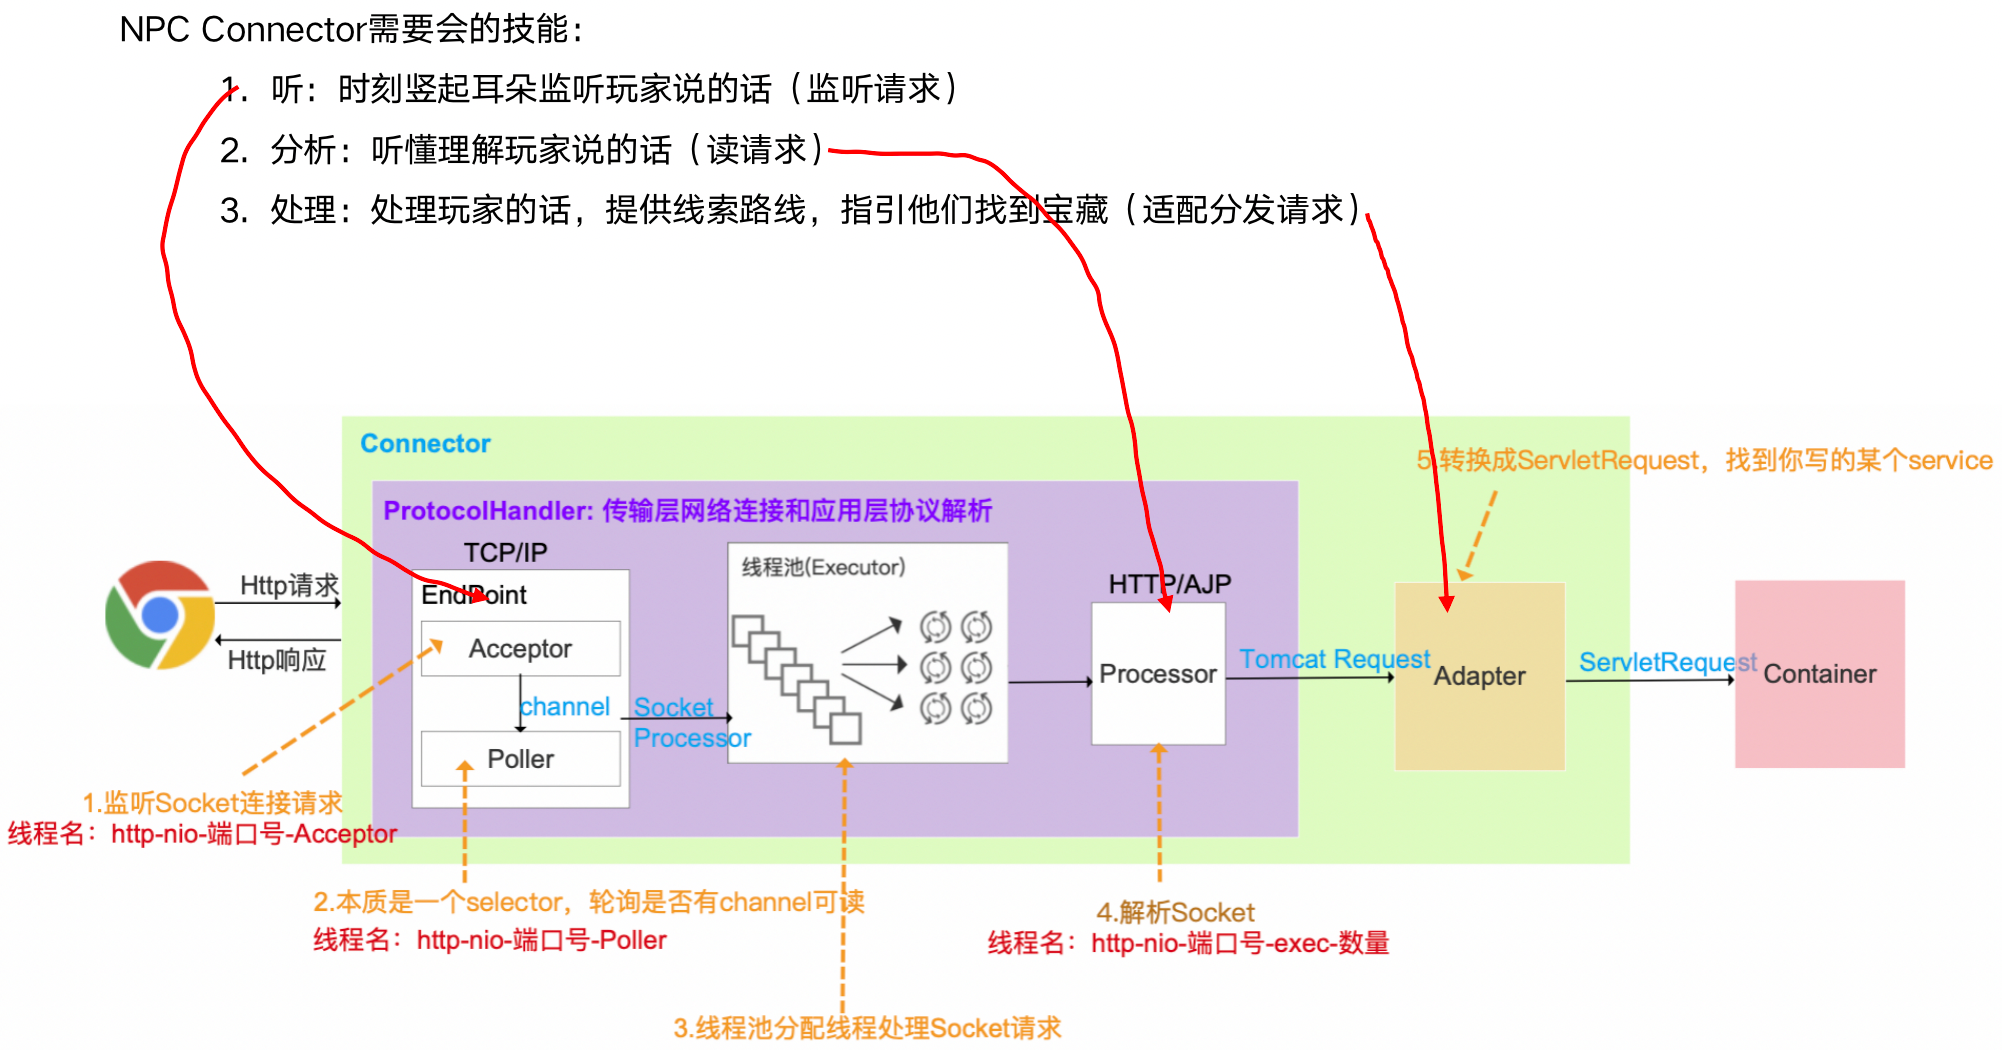 NPC Connector需要会的技能：
1. 听：时刻竖起耳朵监听玩家说的话（监听请求）
2. 分析：听懂理解玩家说的话（读请求）
3. 处理：处理玩家的话，提供线索路线，指引他们找到宝藏（适配分发请求）
Connector
5.转换成ServletRequest，找到你写的某个service
ProtocolHandler: 传输层网络连接和应用层协议解析
TCP/IP
线程池(Executor)
HTTP/AJP
Http请求
Http响应
EndPoint
Acceptor
channel
Poller
Socket
Processor
Processor
Tomcat Request
Adapter
ServletRequest
Container
1.监听Socket连接请求
线程名：http-nio-端口号-Acceptor
2.本质是一个selector，轮询是否有channel可读
线程名：http-nio-端口号-Poller
4.解析Socket
线程名：http-nio-端口号-exec-数量
3.线程池分配线程处理Socket请求